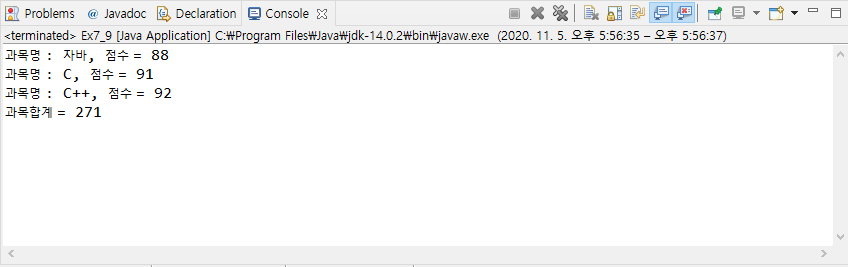 Problems @ Javadoc Declaration Console
<terminated> Ex7_9 [Java Application] C:₩Program Files₩Java₩jdk-14.0.2₩bin₩javaw.exe (2020. 11. 5. 오후 5:56:35 – 오후 5:56:37)
과목명 : 자바, 점수 = 88
과목명 : C, 점수 = 91
과목명 : C++, 점수 = 92
과목합계 = 271